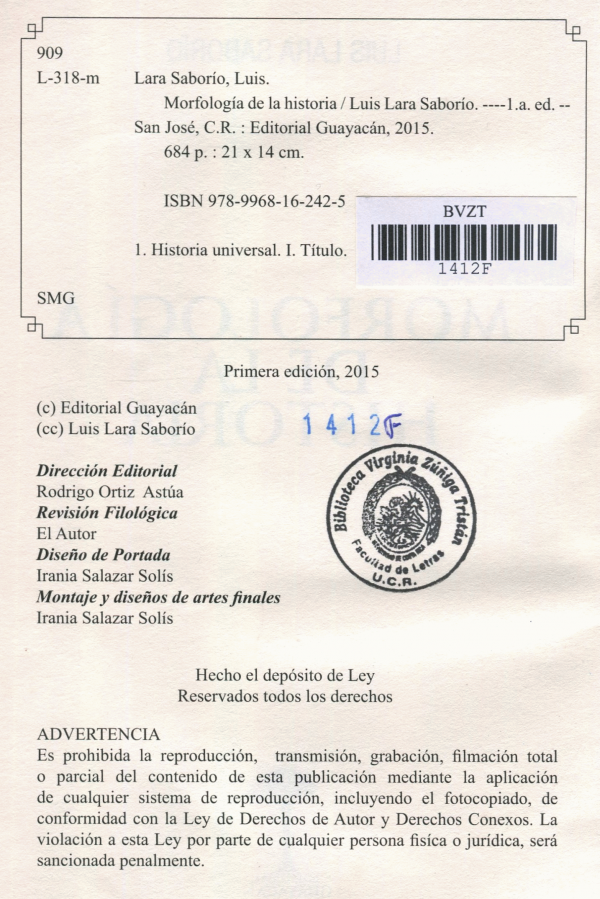 909
L-318-m Lara Saborío, Luis.
Morfología de la historia / Luis Lara Saborío. ----1.a. ed. --
San José, C.R. : Editorial Guayacán, 2015.
684 p. : 21 x 14 cm.
ISBN 978-9968-16-242-5
BVZT
1412F
1. Historia universal. I. Título.
SMG
Primera edición, 2015
(c) Editorial Guayacán
(cc) Luis Lara Saborío
1412F
Dirección Editorial
Rodrigo Ortiz Astúa
Revisión Filológica
El Autor
Diseño de Portada
Irania Salazar Solís
Montaje y diseños de artes finales
Irania Salazar Solís
Biblioteca Virginia Zúñiga Tristán
Facultad de Letras
U.C.R.
Hecho el depósito de Ley
Reservados todos los derechos
ADVERTENCIA
Es prohibida la reproducción, transmisión, grabación, filmación total
o parcial del contenido de esta publicación mediante la aplicación
de cualquier sistema de reproducción, incluyendo el fotocopiado, de
conformidad con la Ley de Derechos de Autor y Derechos Conexos. La
violación a esta Ley por parte de cualquier persona fisíca o jurídica, será
sancionada penalmente.